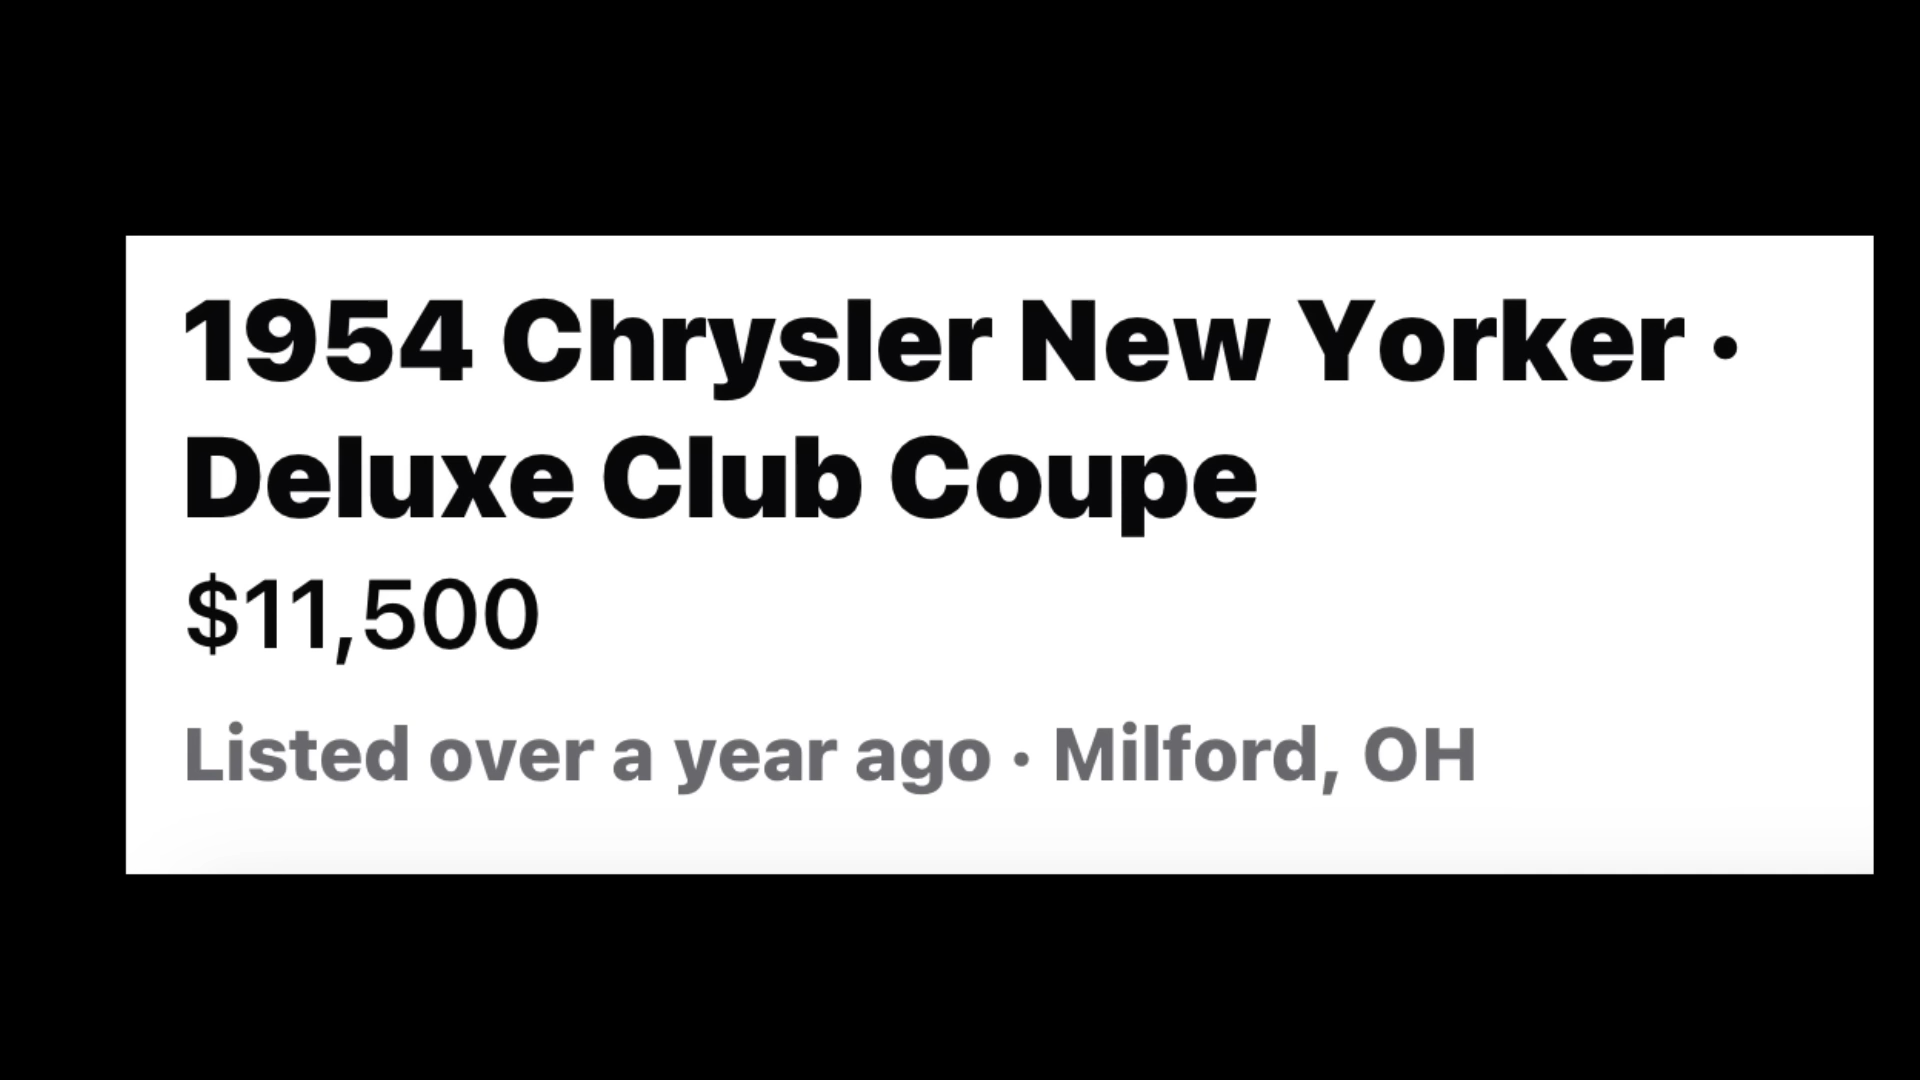 1954 Chrysler New Yorker ·
Deluxe Club Coupe
$11,500
Listed over a year ago · Milford, OH